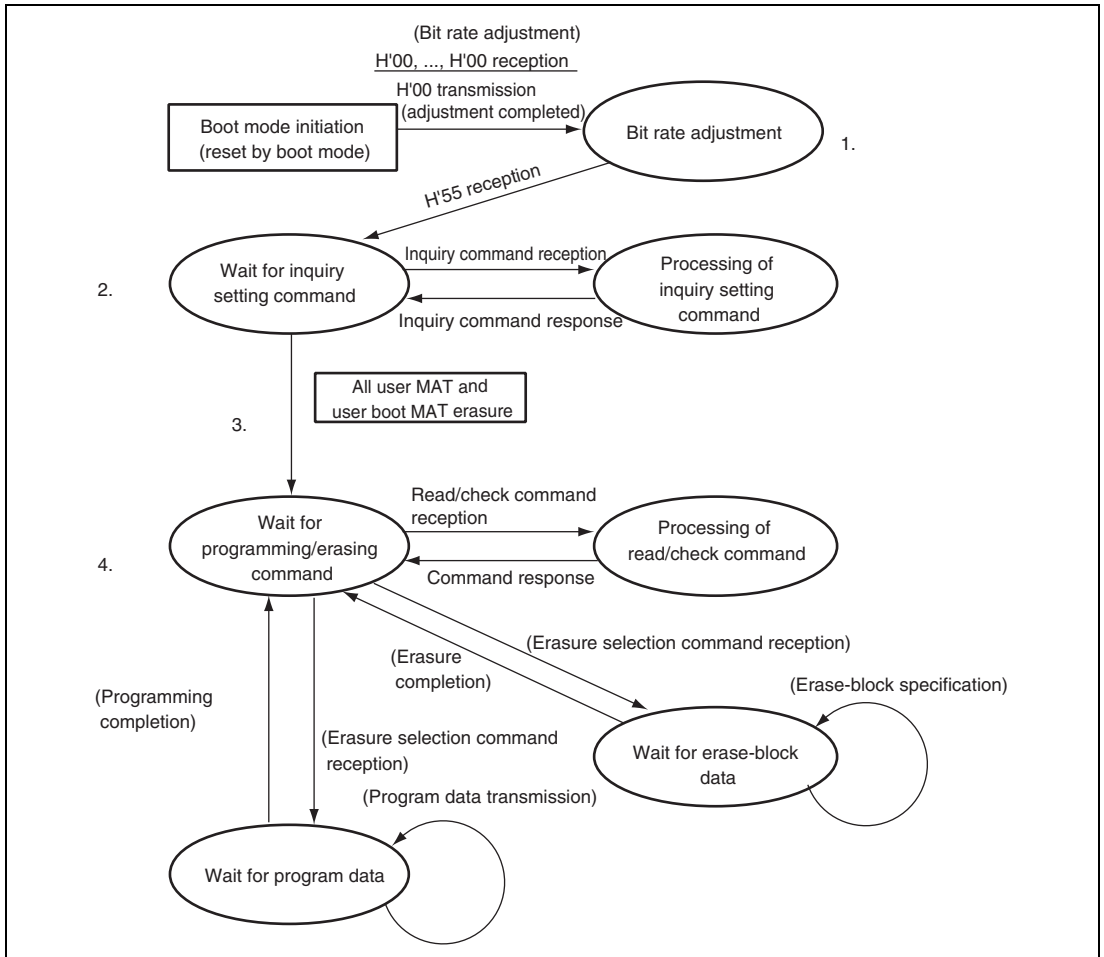 (Bit rate adjustment)
H'00, ..., H'00 reception
H'00 transmission
(adjustment completed)
Boot mode initiation
(reset by boot mode)
Bit rate adjustment
1.
H'55 reception
2.
Wait for inquiry
setting command
Inquiry command reception
Inquiry command response
Processing of
inquiry setting
command
3.
All user MAT and
user boot MAT erasure
4.
Wait for
programming/erasing
command
Read/check command
reception
Command response
Processing of
read/check command
(Erasure selection command reception)
(Erasure
completion)
(Erase-block specification)
(Programming
completion)
(Erasure selection command
reception)
Wait for erase-block
data
(Program data transmission)
Wait for program data